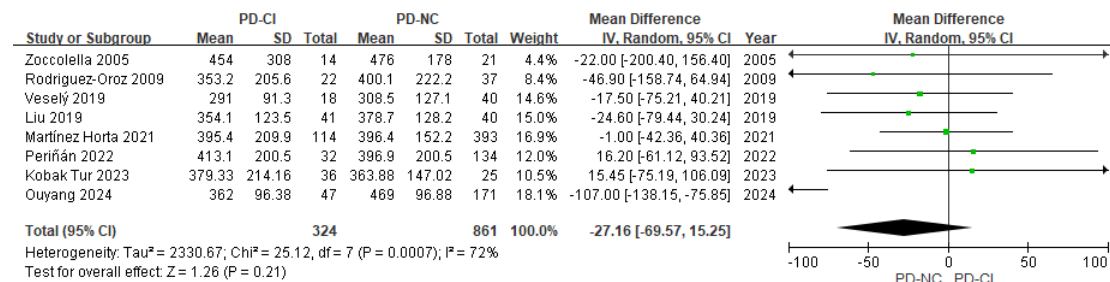 PD-CI PD-NC Mean Difference Mean Difference
Study or Subgroup Mean SD Total Mean SD Total Weight IV, Random, 95% CI Year IV, Random, 95% CI
Zoccolella 2005 454 308 14 476 178 21 4.4% -22.00 [-200.40, 156.40] 2005
Rodriguez-Oroz 2009 353.2 205.6 22 400.1 222.2 37 8.4% -46.90 [-158.74, 64.94] 2009
Veselý 2019 291 91.3 18 308.5 127.1 40 14.6% -17.50 [-75.21, 40.21] 2019
Liu 2019 354.1 123.5 41 378.7 128.2 40 15.0% -24.60 [-79.44, 30.24] 2019
Martínez Horta 2021 395.4 209.9 114 396.4 152.2 393 16.9% -1.00 [-42.36, 40.36] 2021
Periñán 2022 413.1 200.5 32 396.9 200.5 134 12.0% 16.20 [-61.12, 93.52] 2022
Kobak Tur 2023 379.33 214.16 36 363.88 147.02 25 10.5% 15.45 [-75.19, 106.09] 2023
Ouyang 2024 362 96.38 47 469 96.88 171 18.1% -107.00 [-138.15, -75.85] 2024
Total (95% CI) 324 861 100.0% -27.16 [-69.57, 15.25]
Heterogeneity: Tau² = 2330.67; Chi² = 25.12, df = 7 (P = 0.0007); I² = 72%
Test for overall effect: Z = 1.26 (P = 0.21)
-100 -50 0 50 100
PD-NC PD-CI